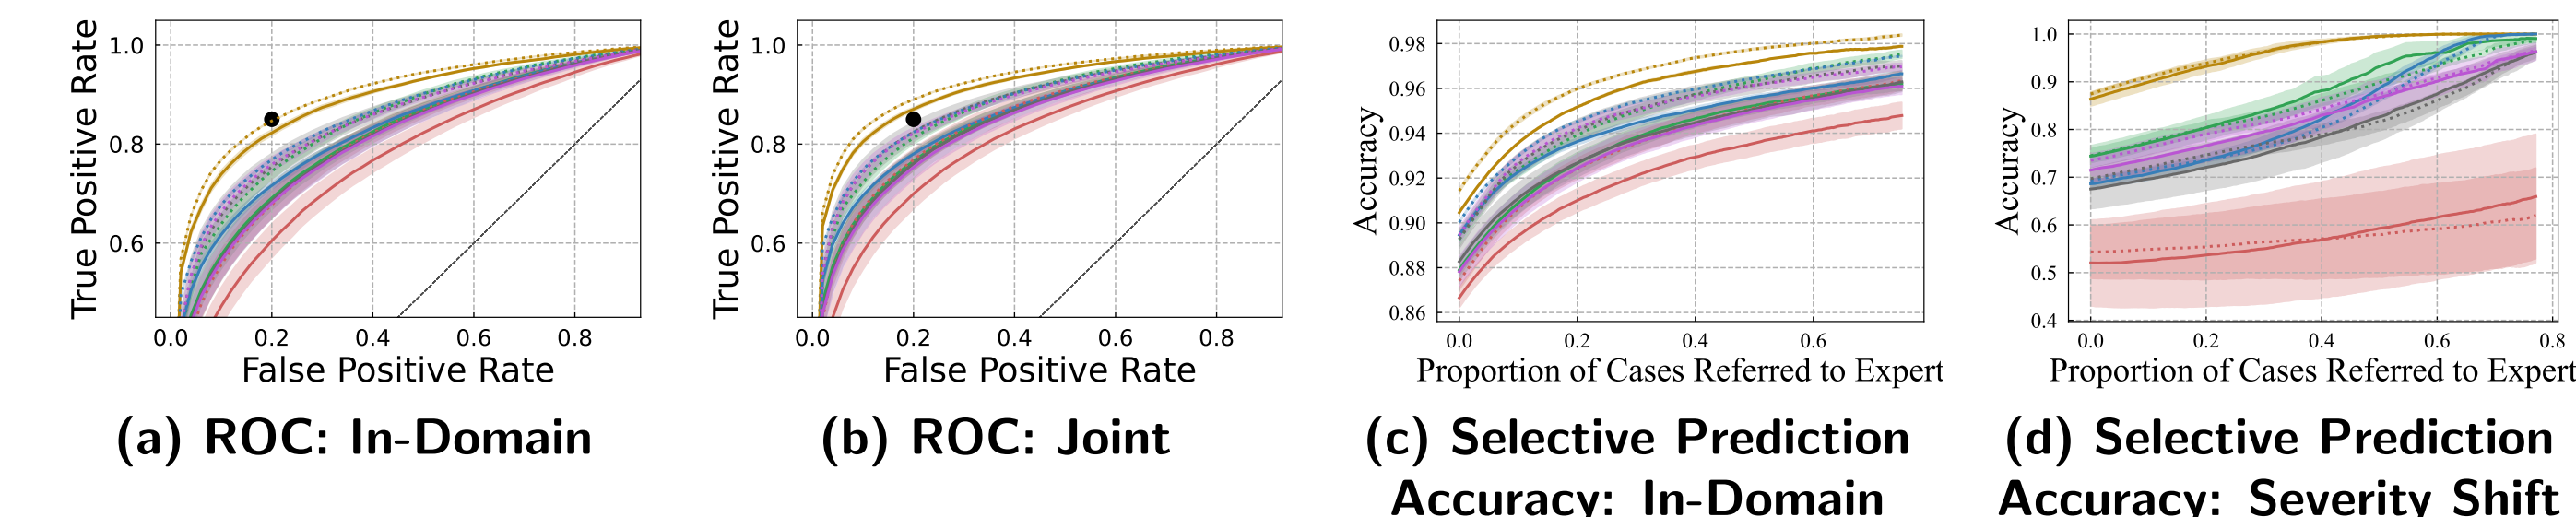 True Positive Rate
1.0
0.8
0.6
0.0 0.2 0.4 0.6 0.8
False Positive Rate
(a) ROC: In-Domain
True Positive Rate
1.0
0.8
0.6
0.0 0.2 0.4 0.6 0.8
False Positive Rate
(b) ROC: Joint
Accuracy
0.98
0.96
0.94
0.92
0.90
0.88
0.86
0.0 0.2 0.4 0.6
Proportion of Cases Referred to Expert
(c) Selective Prediction
Accuracy: In-Domain
Accuracy
1.0
0.9
0.8
0.7
0.6
0.5
0.4
0.0 0.2 0.4 0.6 0.8
Proportion of Cases Referred to Expert
(d) Selective Prediction
Accuracy: Severity Shift